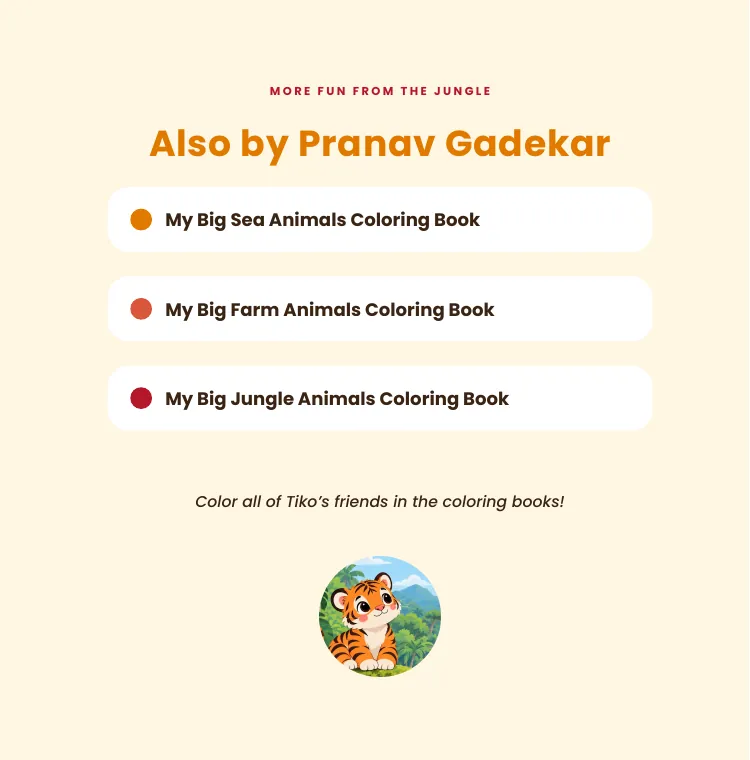 MORE FUN FROM THE JUNGLE
Also by Pranav Gadekar
My Big Sea Animals Coloring Book
My Big Farm Animals Coloring Book
My Big Jungle Animals Coloring Book
Color all of Tiko’s friends in the coloring books!